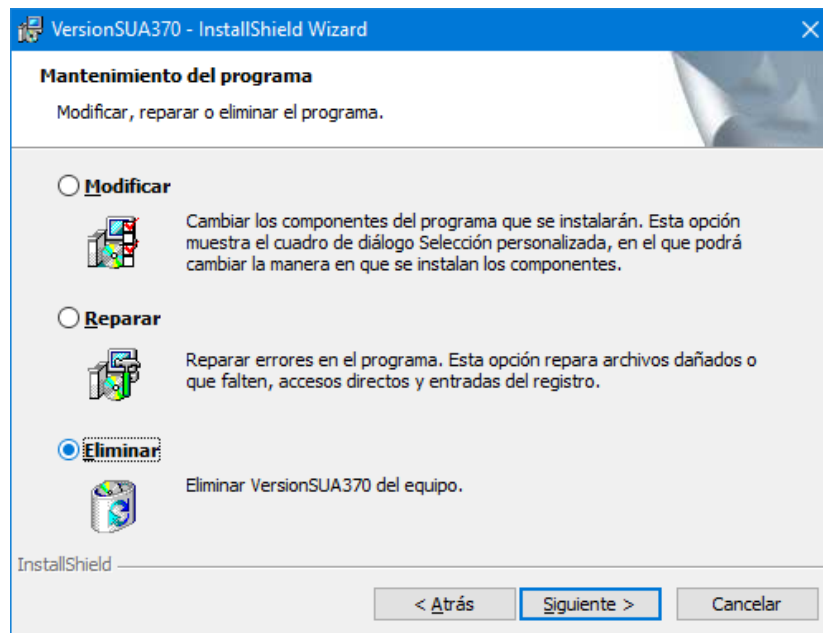 VersionSUA370 - InstallShield Wizard
Mantenimiento del programa
Modificar, reparar o eliminar el programa.
Modificar
Cambiar los componentes del programa que se instalarán. Esta opción
muestra el cuadro de diálogo Selección personalizada, en el que podrá
cambiar la manera en que se instalan los componentes.
Reparar
Reparar errores en el programa. Esta opción repara archivos dañados o
que falten, accesos directos y entradas del registro.
Eliminar
Eliminar VersionSUA370 del equipo.
InstallShield
< Atrás
Siguiente >
Cancelar